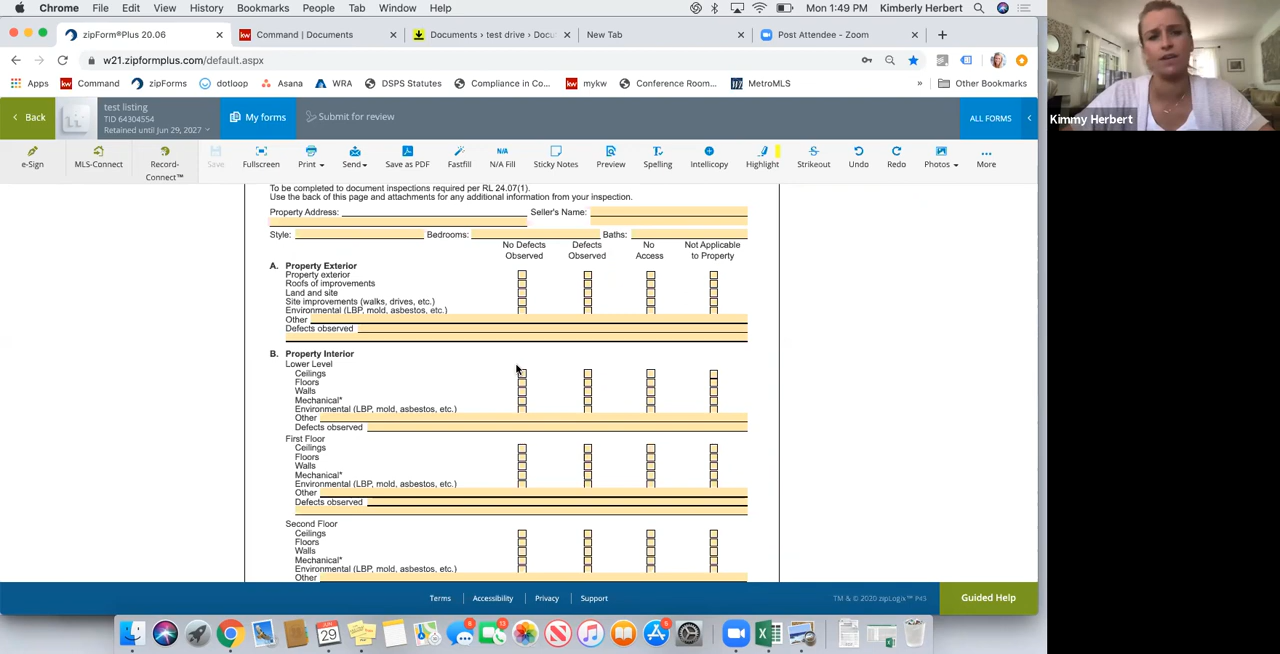 Chrome File Edit View History Bookmarks People Tab Window Help Mon 1:49 PM Kimberly Herbert
zipForm®Plus 20.06 Command | Documents Documents › test drive › Docu New Tab Post Attendee - Zoom
w21.zipformplus.com/default.aspx
Apps Command zipForms dotloop Asana WRA DSPS Statutes Compliance in Co... mykw Conference Room... MetroMLS » Other Bookmarks
Kimmy Herbert
Back
test listing
TID 64304554
Retained until Jun 29, 2027
My forms Submit for review ALL FORMS
e-Sign MLS-Connect Record-Connect™ Save Fullscreen Print Send Save as PDF Fastfill N/A Fill Sticky Notes Preview Spelling Intellicopy Highlight Strikeout Undo Redo Photos More
To be completed to document inspections required per RL 24.07(1).
Use the back of this page and attachments for any additional information from your inspection.
Property Address: Seller's Name:
Style: Bedrooms: Baths:
No Defects Observed Defects Observed No Access Not Applicable to Property
A. Property Exterior
Property exterior
Roofs of improvements
Land and site
Site improvements (walks, drives, etc.)
Environmental (LBP, mold, asbestos, etc.)
Other
Defects observed
B. Property Interior
Lower Level
Ceilings
Floors
Walls
Mechanical*
Environmental (LBP, mold, asbestos, etc.)
Other
Defects observed
First Floor
Ceilings
Floors
Walls
Mechanical*
Environmental (LBP, mold, asbestos, etc.)
Other
Defects observed
Second Floor
Ceilings
Floors
Walls
Mechanical*
Environmental (LBP, mold, asbestos, etc.)
Other
Terms Accessibility Privacy Support TM & © 2020 zipLogix™ P43 Guided Help